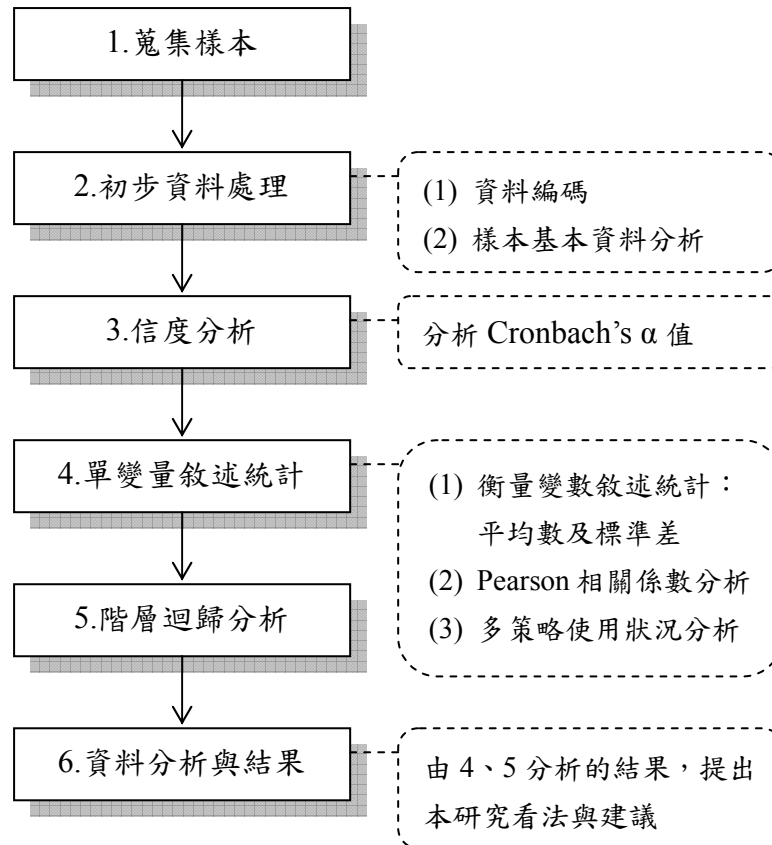 1.蒐集樣本
2.初步資料處理
(1) 資料編碼
(2) 樣本基本資料分析
3.信度分析
分析 Cronbach’s α 值
4.單變量敘述統計
(1) 衡量變數敘述統計：
平均數及標準差
(2) Pearson 相關係數分析
(3) 多策略使用狀況分析
5.階層迴歸分析
6.資料分析與結果
由 4、5 分析的結果，提出
本研究看法與建議